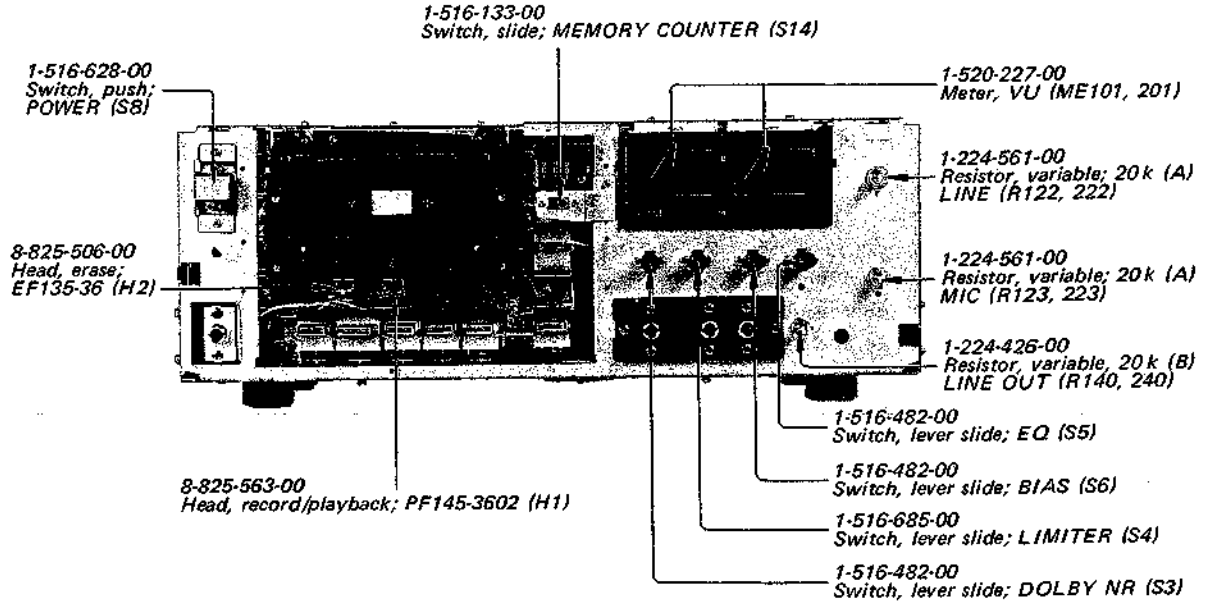 1-516-133-00
Switch, slide; MEMORY COUNTER (S14)
1-516-628-00
Switch, push;
POWER (S8)
1-520-227-00
Meter, VU (ME101, 201)
1-224-561-00
Resistor, variable; 20k (A)
LINE (R122, 222)
8-825-506-00
Head, erase;
EF135-36 (H2)
1-224-561-00
Resistor, variable; 20k (A)
MIC (R123, 223)
1-224-426-00
Resistor, variable, 20k (B)
LINE OUT (R140, 240)
1-516-482-00
Switch, lever slide; EQ (S5)
1-516-482-00
Switch, lever slide; BIAS (S6)
8-825-563-00
Head, record/playback; PF145-3602 (H1)
1-516-685-00
Switch, lever slide; LIMITER (S4)
1-516-482-00
Switch, lever slide; DOLBY NR (S3)